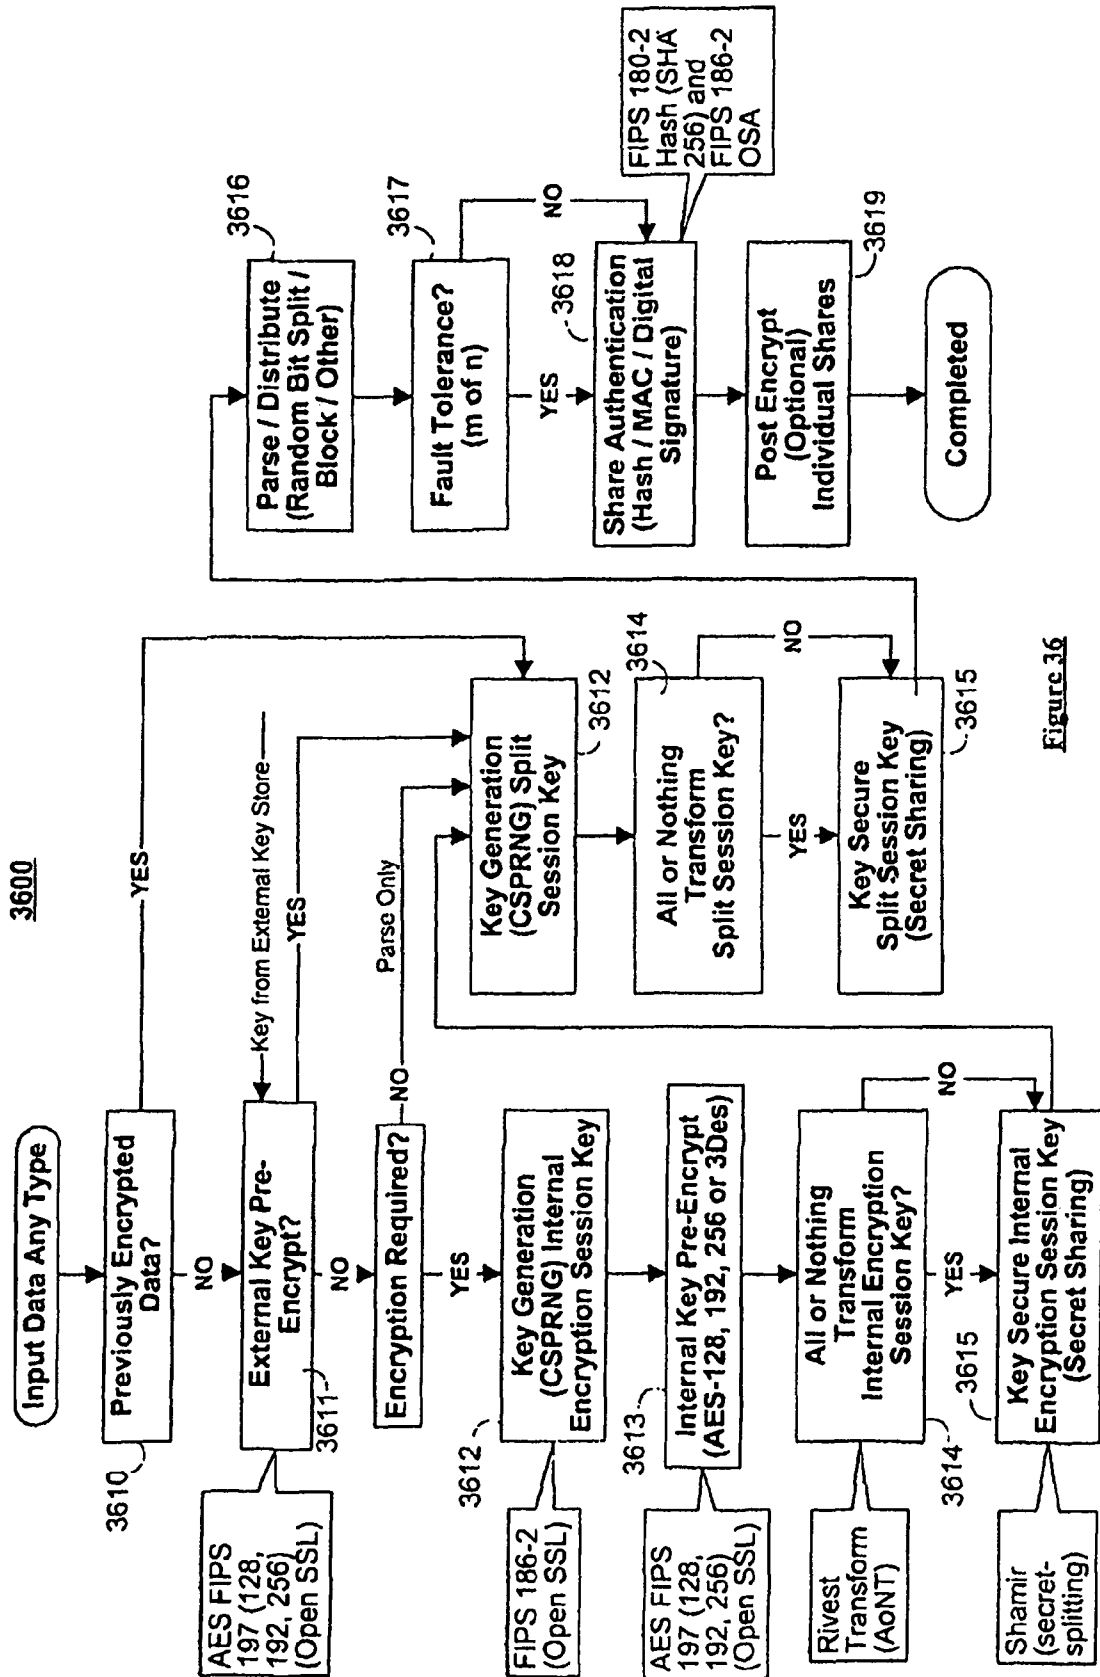 3600
Input Data Any Type
Previously Encrypted
Data?
3610
YES
NO
Key from External Key Store
External Key Pre-
Encrypt?
3611
AES FIPS
197 (128,
192, 256)
(Open SSL)
YES
NO
Encryption Required?
NO
Parse Only
YES
Key Generation
(CSPRNG) Internal
Encryption Session Key
3612
FIPS 186-2
(Open SSL)
Internal Key Pre-Encrypt
(AES-128, 192, 256 or 3Des)
3613
AES FIPS
197 (128,
192, 256)
(Open SSL)
All or Nothing
Transform
Internal Encryption
Session Key?
3614
Rivest
Transform
(AoNT)
NO
YES
Key Secure Internal
Encryption Session Key
(Secret Sharing)
3615
Shamir
(secret-
splitting)
Key Generation
(CSPRNG) Split
Session Key
3612
All or Nothing
Transform
Split Session Key?
3614
NO
YES
Key Secure
Split Session Key
(Secret Sharing)
3615
Parse / Distribute
(Random Bit Split /
Block / Other)
3616
Fault Tolerance?
(m of n)
3617
NO
YES
Share Authentication
(Hash / MAC / Digital
Signature)
3618
FIPS 180-2
Hash (SHA
256) and
FIPS 186-2
OSA
Post Encrypt
(Optional)
Individual Shares
3619
Completed
Figure 36